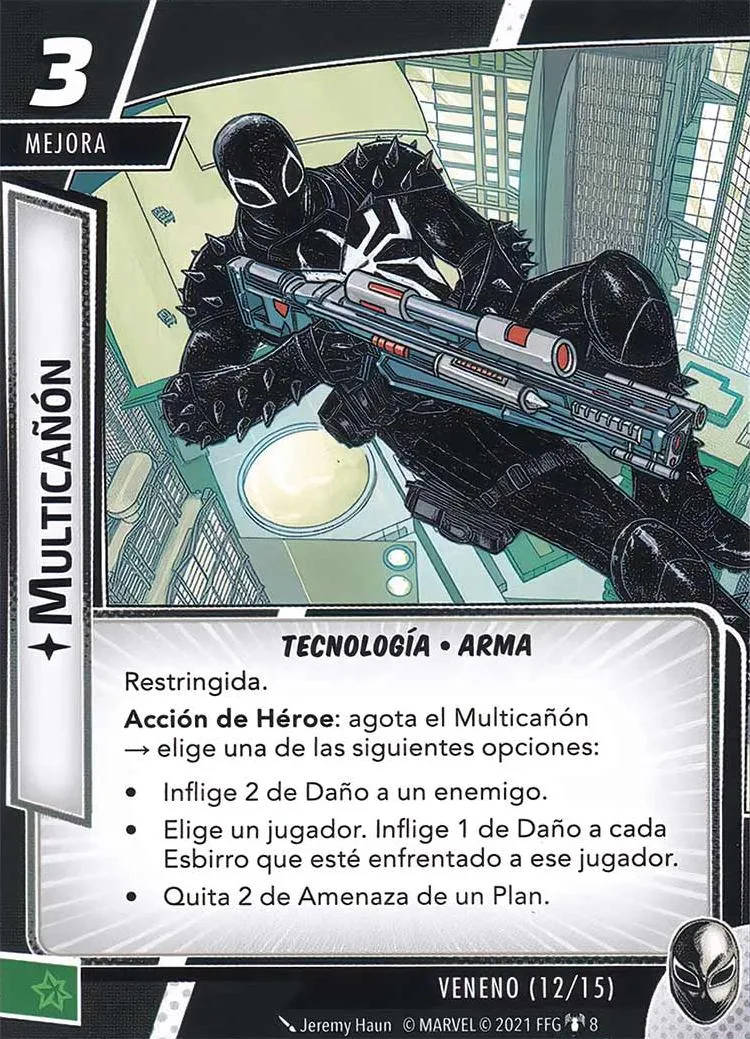 3
MEJORA
MULTICAÑÓN
TECNOLOGÍA • ARMA
Restringida.
Acción de Héroe: agota el Multicañón
→ elige una de las siguientes opciones:
• Inflige 2 de Daño a un enemigo.
• Elige un jugador. Inflige 1 de Daño a cada
Esbirro que esté enfrentado a ese jugador.
• Quita 2 de Amenaza de un Plan.
VENENO (12/15)
Jeremy Haun © MARVEL © 2021 FFG 8